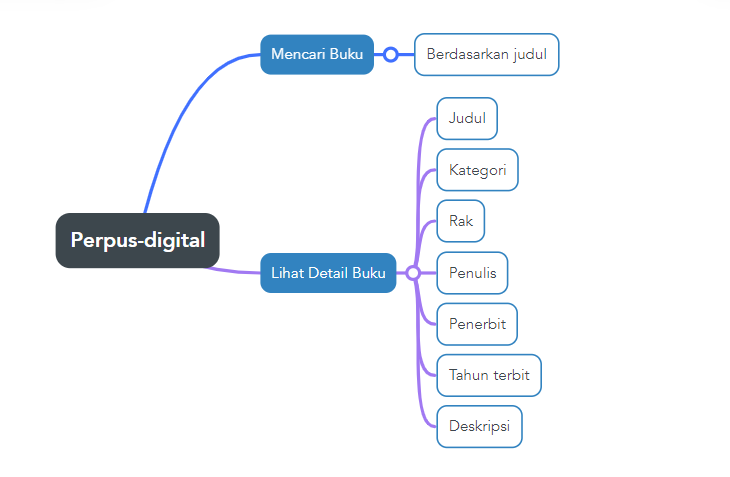 Perpus-digital
Mencari Buku
Berdasarkan judul
Lihat Detail Buku
Judul
Kategori
Rak
Penulis
Penerbit
Tahun terbit
Deskripsi